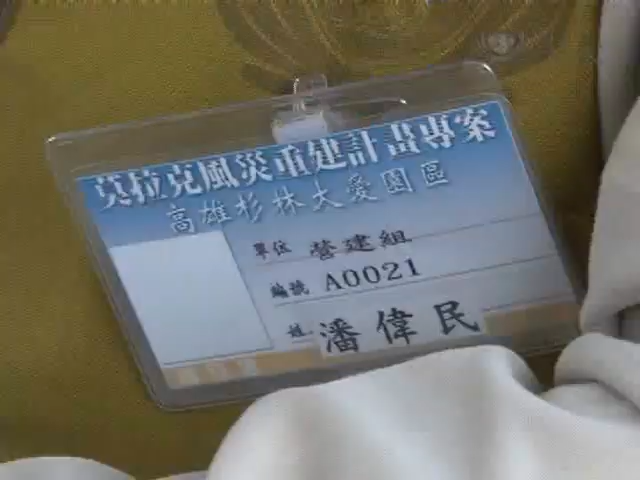 莫拉克風災重建計畫專案
高雄杉林大愛園區
單位 營建組
編號 A0021
姓 潘偉民